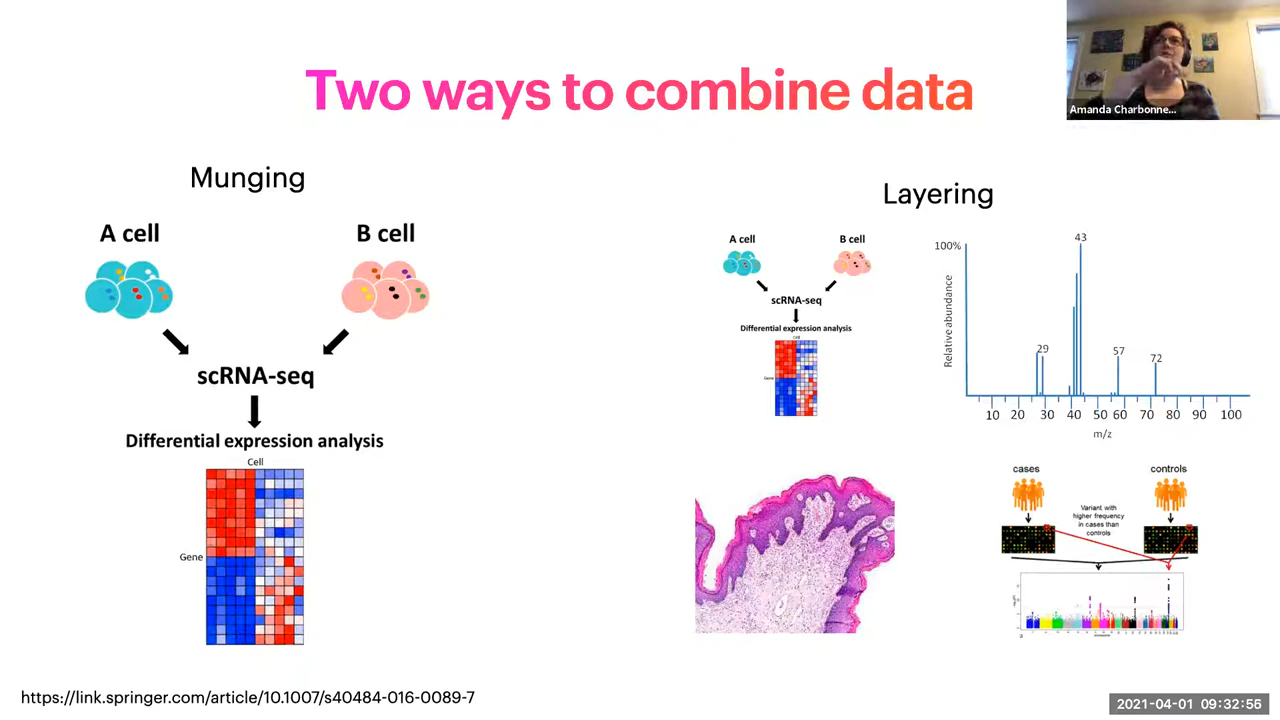 Two ways to combine data
Amanda Charbonne...
Munging
A cell
B cell
scRNA-seq
Differential expression analysis
Cell
Gene
Layering
A cell
B cell
scRNA-seq
Differential expression analysis
Cell
Gene
100%
Relative abundance
43
29
57
72
10 20 30 40 50 60 70 80 90 100
m/z
cases
controls
Variant with
higher frequency
in cases than
controls
https://link.springer.com/article/10.1007/s40484-016-0089-7
2021-04-01 09:32:56